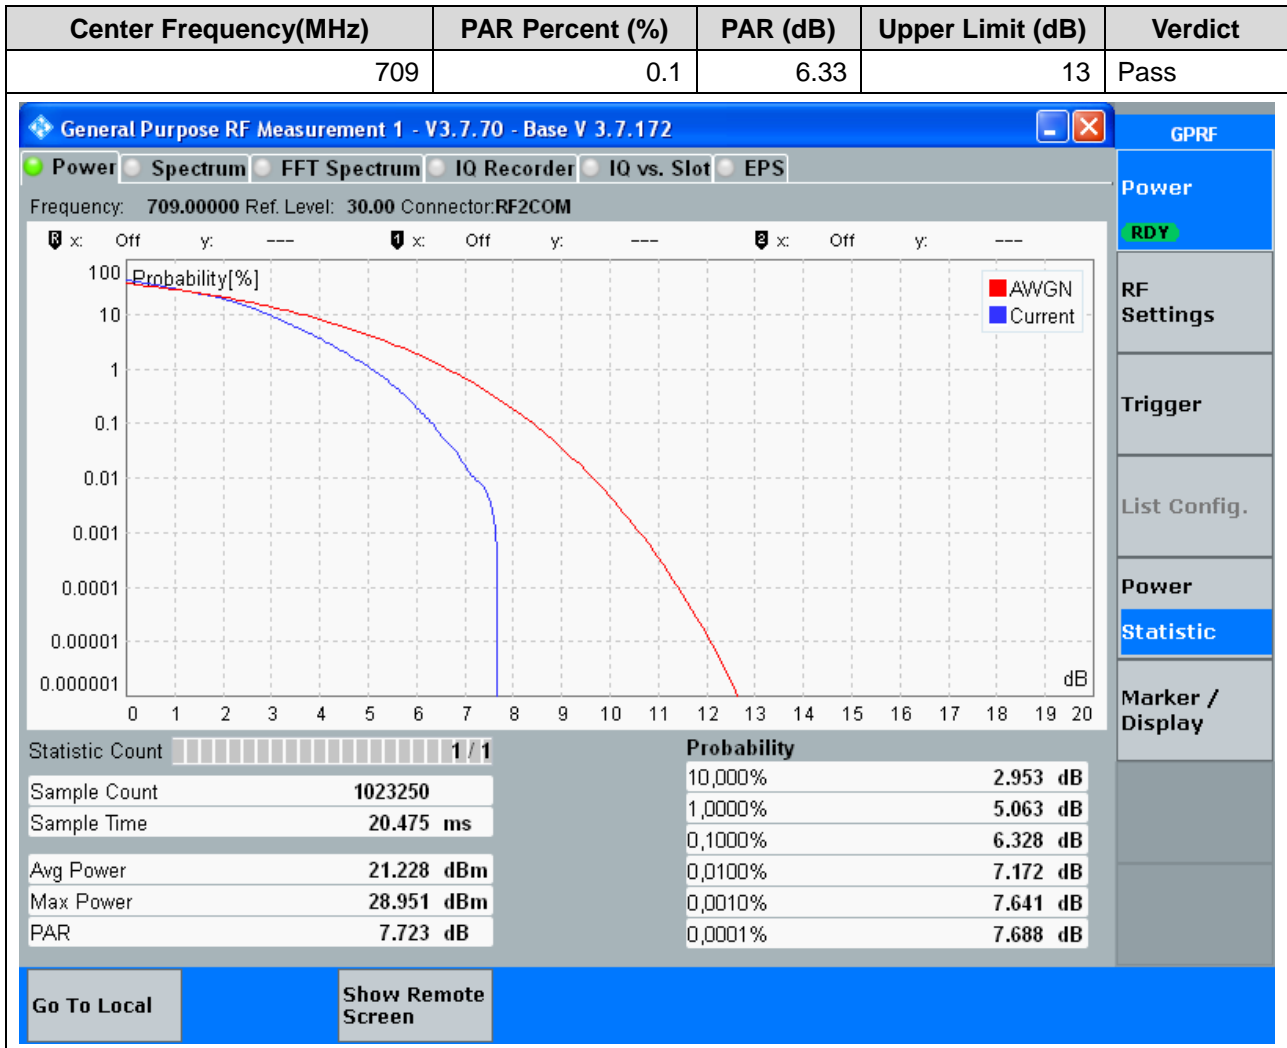 Center Frequency(MHz) PAR Percent (%) PAR (dB) Upper Limit (dB) Verdict
709 0.1 6.33 13 Pass
General Purpose RF Measurement 1 - V3.7.70 - Base V 3.7.172
GPRF
Power Spectrum FFT Spectrum IQ Recorder IQ vs. Slot EPS
Frequency: 709.00000 Ref. Level: 30.00 Connector:RF2COM
R x: Off y: --- 1 x: Off y: --- 2 x: Off y: ---
Probability[%]
100
10
1
0.1
0.01
0.001
0.0001
0.00001
0.000001
AWGN
Current
dB
0 1 2 3 4 5 6 7 8 9 10 11 12 13 14 15 16 17 18 19 20
Statistic Count 1 / 1
Sample Count 1023250
Sample Time 20.475 ms
Avg Power 21.228 dBm
Max Power 28.951 dBm
PAR 7.723 dB
Probability
10,000% 2.953 dB
1,0000% 5.063 dB
0,1000% 6.328 dB
0,0100% 7.172 dB
0,0010% 7.641 dB
0,0001% 7.688 dB
Power
RDY
RF
Settings
Trigger
List Config.
Power
Statistic
Marker /
Display
Go To Local
Show Remote
Screen